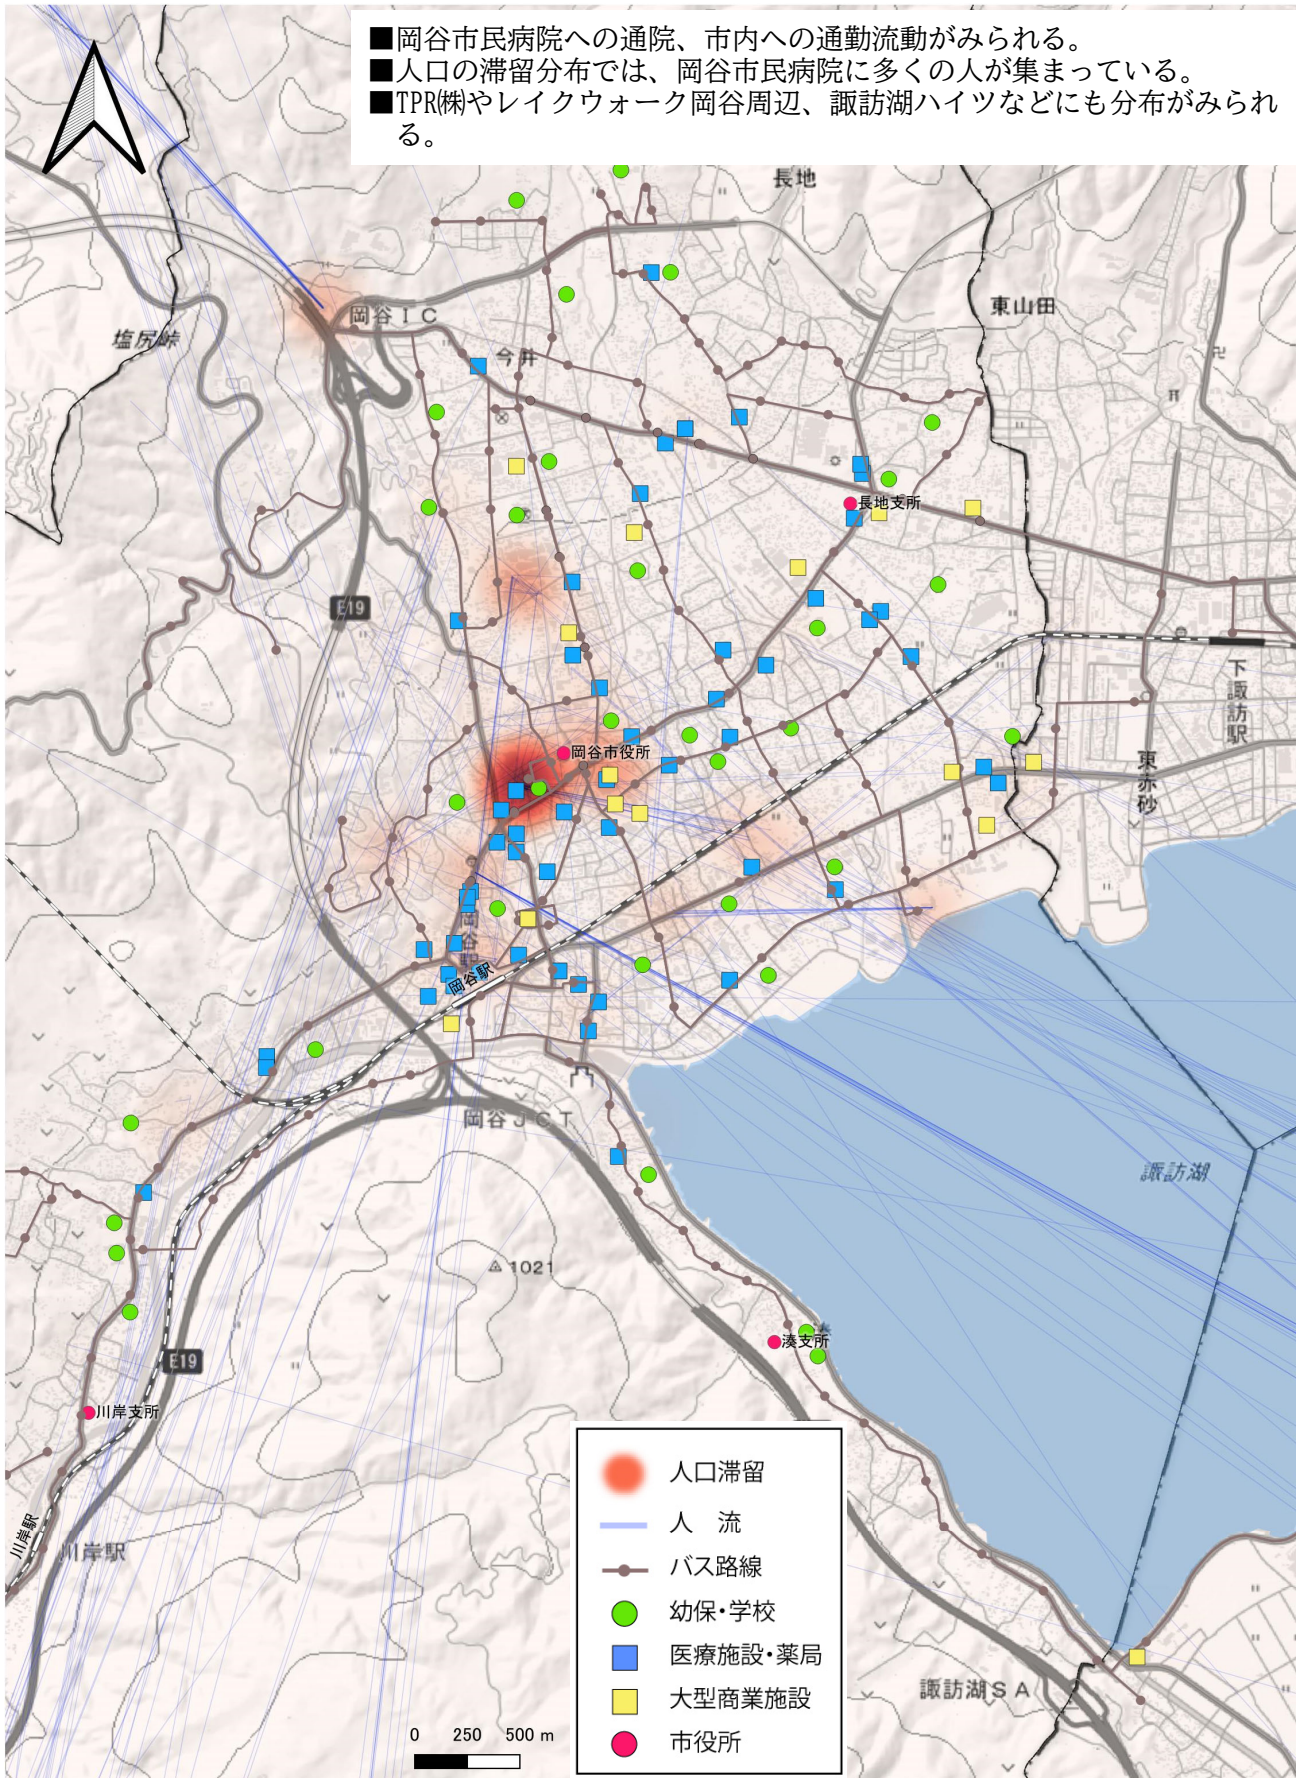 ■岡谷市民病院への通院、市内への通勤流動がみられる。
■人口の滞留分布では、岡谷市民病院に多くの人が集まっている。
■TPR㈱やレイクウォーク岡谷周辺、諏訪湖ハイツなどにも分布がみられ
る。
長地
岡谷IC
東山田
塩尻峠
今井
長地支所
E19
下諏訪駅
岡谷市役所
東赤砂
岡谷駅
岡谷駅
岡谷JCT
諏訪湖
1021
湊支所
E19
川岸支所
川岸駅
川岸駅
諏訪湖SA
人口滞留
人 流
バス路線
幼保・学校
医療施設・薬局
大型商業施設
市役所
0 250 500 m